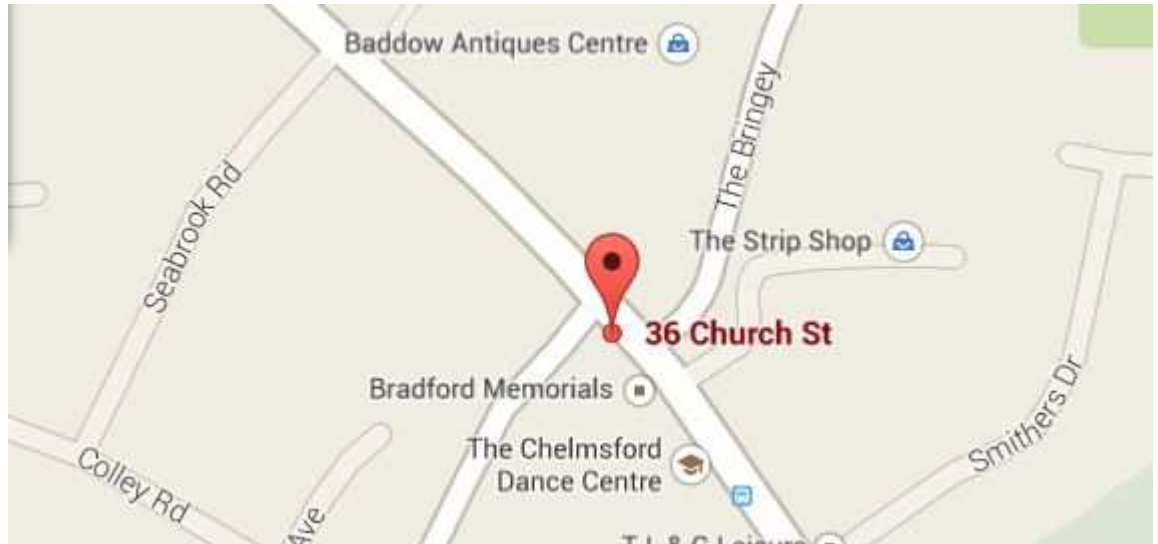 Baddow Antiques Centre
The Bringey
Seabrook Rd
The Strip Shop
36 Church St
Bradford Memorials
Smithers Dr
The Chelmsford
Dance Centre
Colley Rd
Ave